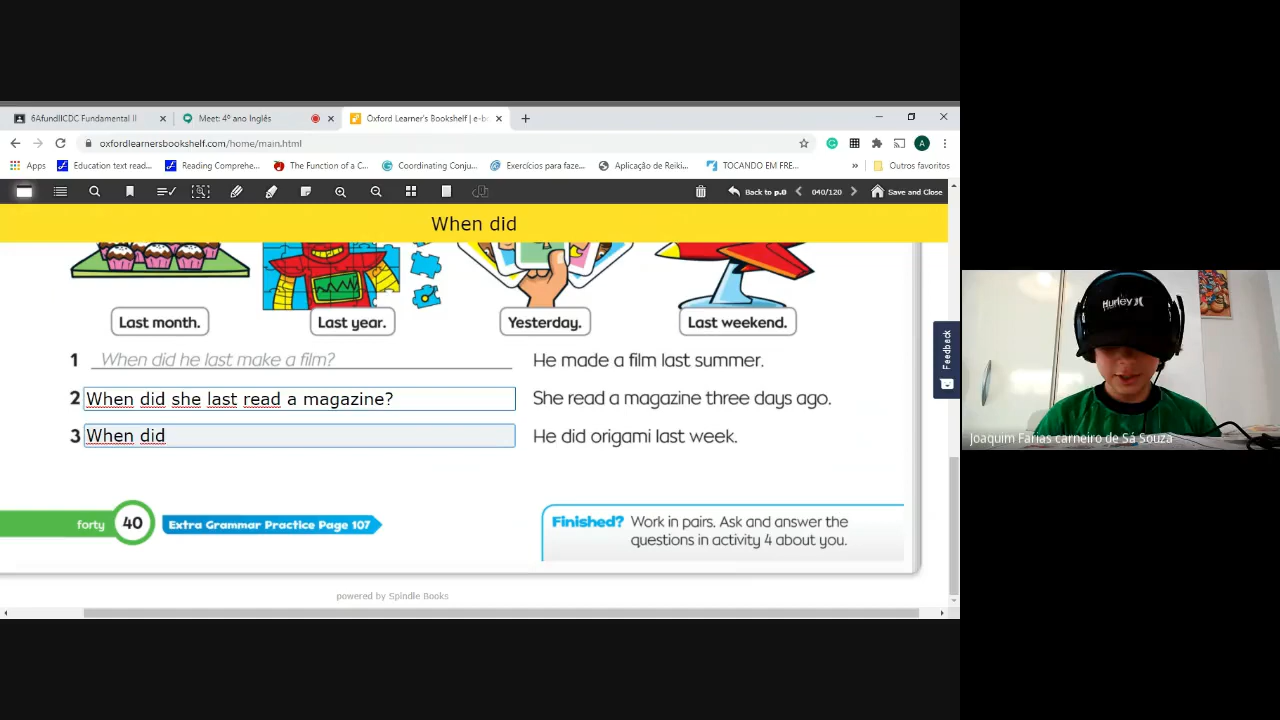 6AfundIICDC Fundamental II
Meet: 4º ano Inglês
Oxford Learner's Bookshelf | e-bo
oxfordlearnersbookshelf.com/home/main.html
A
Apps
Education text read...
Reading Comprehe...
The Function of a C...
Coordinating Conju...
Exercícios para faze...
Aplicação de Reiki...
TOCANDO EM FRE...
»
Outros favoritos
Back to p.0
040/120
Save and Close
When did
Last month.
Last year.
Yesterday.
Last weekend.
1 When did he last make a film? He made a film last summer.
2 When did she last read a magazine? She read a magazine three days ago.
3 When did He did origami last week.
forty 40 Extra Grammar Practice Page 107
Finished? Work in pairs. Ask and answer the
questions in activity 4 about you.
powered by Spindle Books
Feedback
Hurley
Joaquim Farias carneiro de Sá Souza